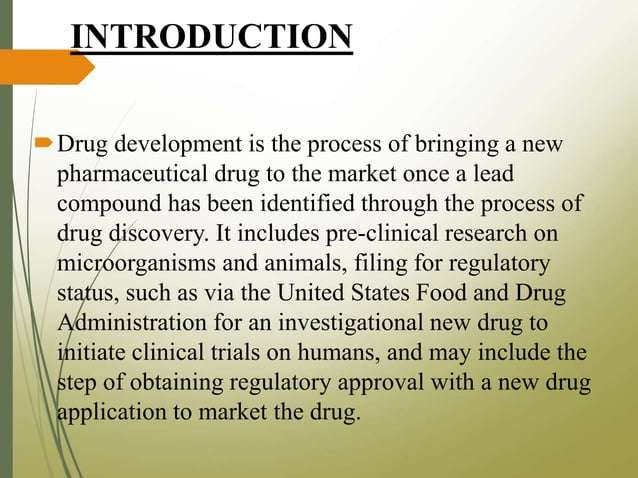 INTRODUCTION
Drug development is the process of bringing a new
pharmaceutical drug to the market once a lead
compound has been identified through the process of
drug discovery. It includes pre-clinical research on
microorganisms and animals, filing for regulatory
status, such as via the United States Food and Drug
Administration for an investigational new drug to
initiate clinical trials on humans, and may include the
step of obtaining regulatory approval with a new drug
application to market the drug.